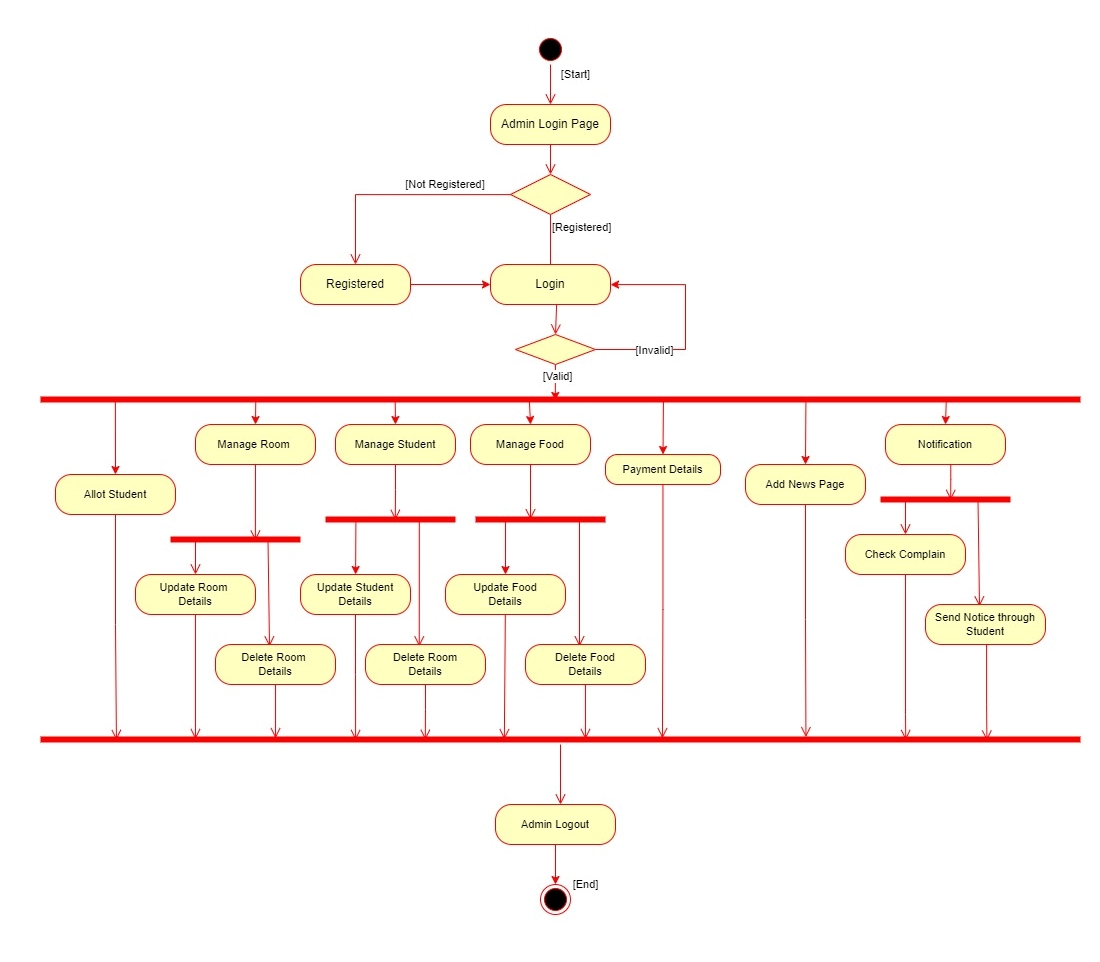 [Start]
Admin Login Page
[Not Registered]
[Registered]
Registered
Login
[Invalid]
[Valid]
Manage Room
Manage Student
Manage Food
Notification
Payment Details
Allot Student
Add News Page
Check Complain
Update Room
Details
Update Student
Details
Update Food
Details
Send Notice through
Student
Delete Room
Details
Delete Room
Details
Delete Food
Details
Admin Logout
[End]